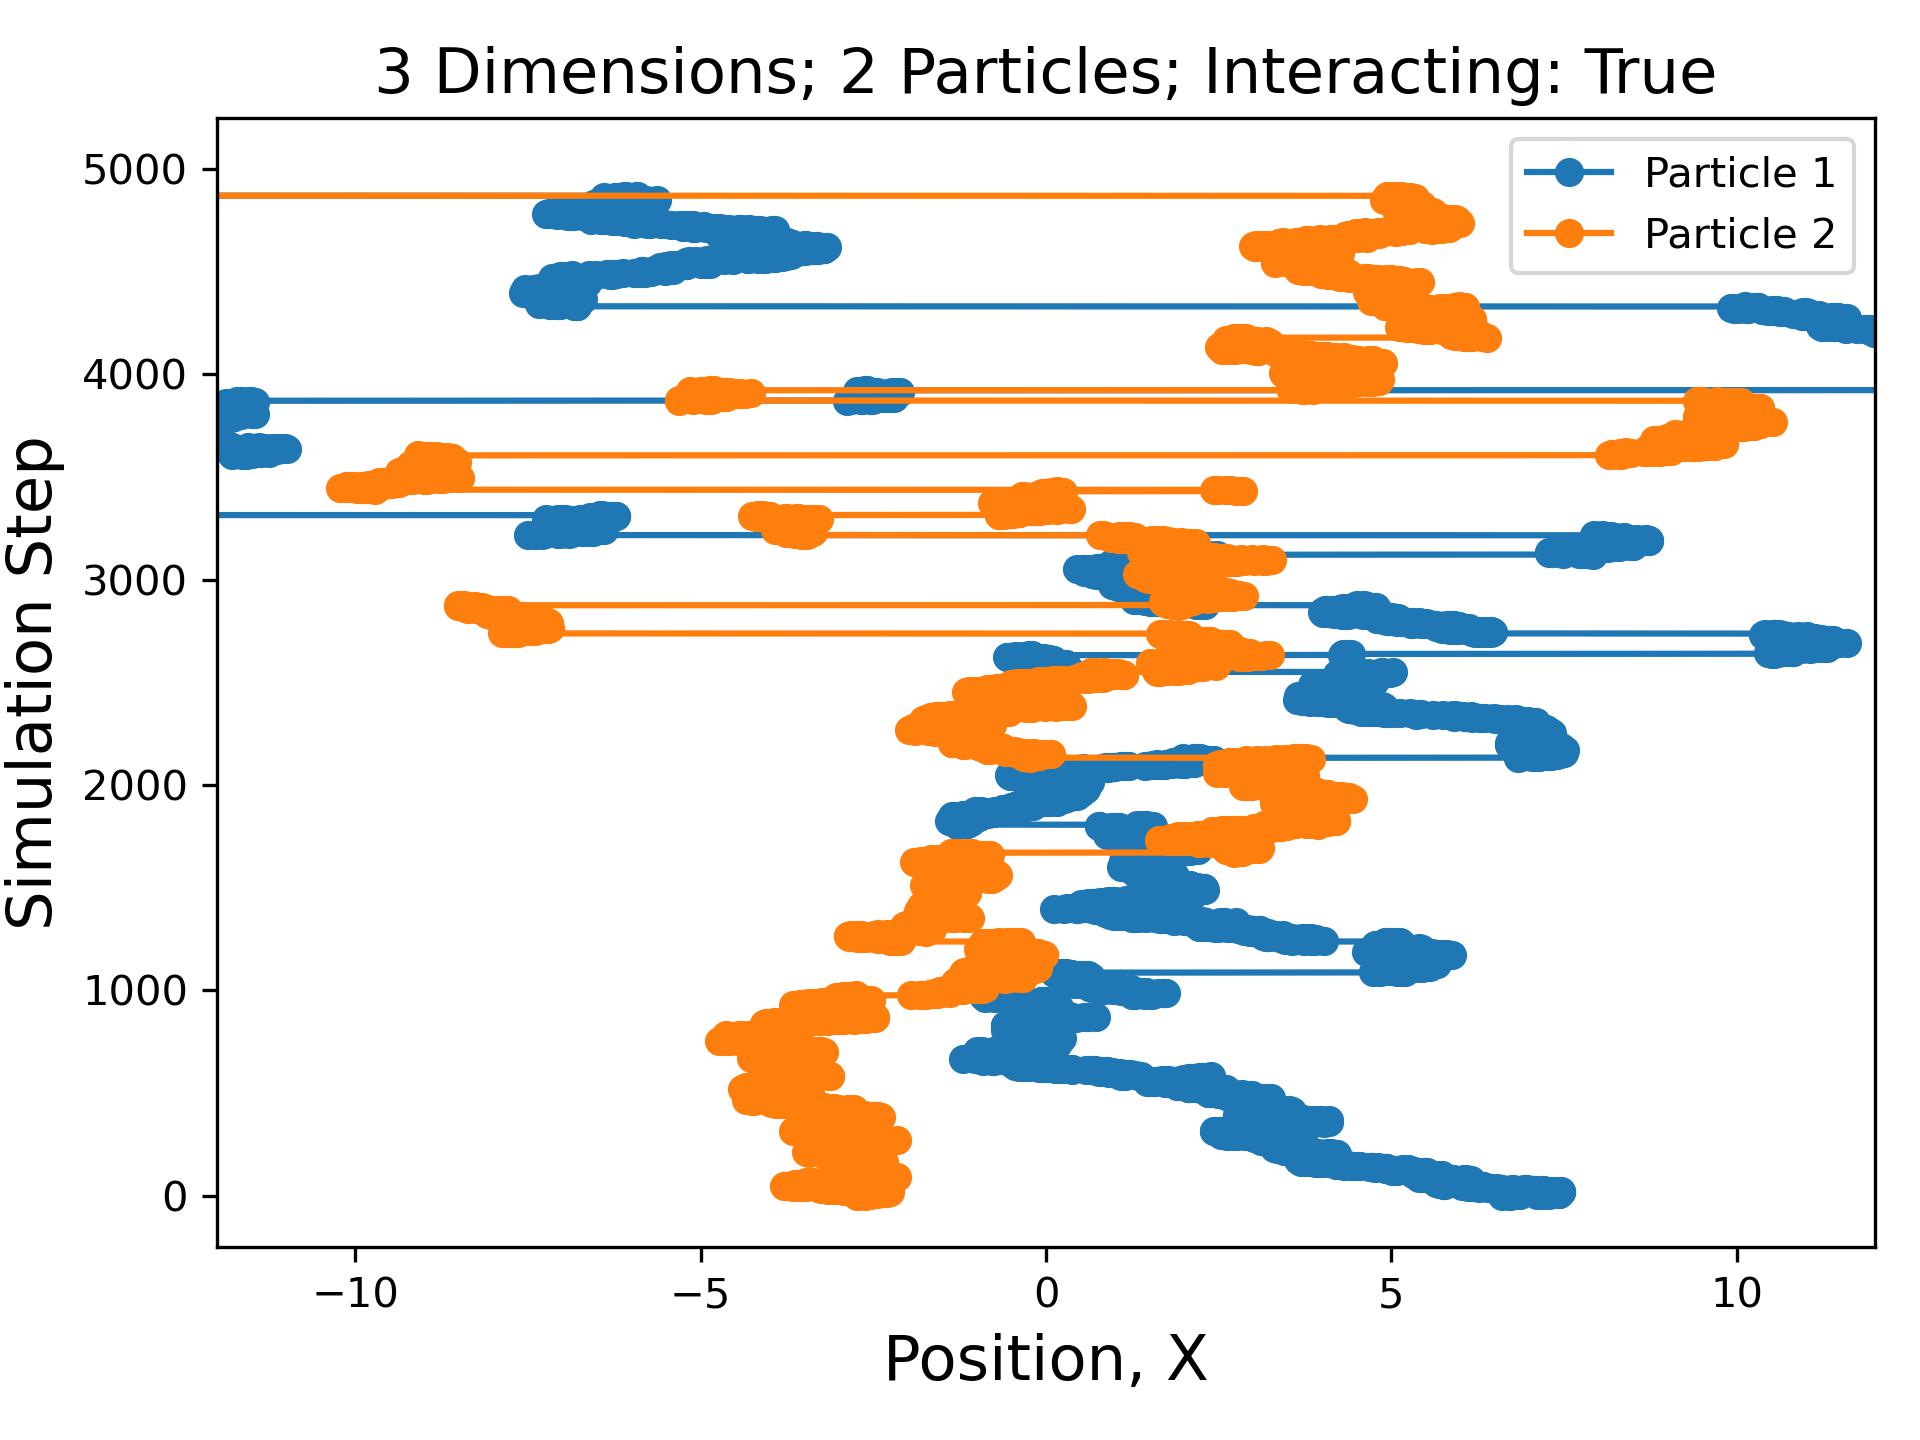 3 Dimensions; 2 Particles; Interacting: True
Particle 1
Particle 2
5000
4000
3000
2000
1000
0
Simulation Step
−10
−5
0
5
10
Position, X